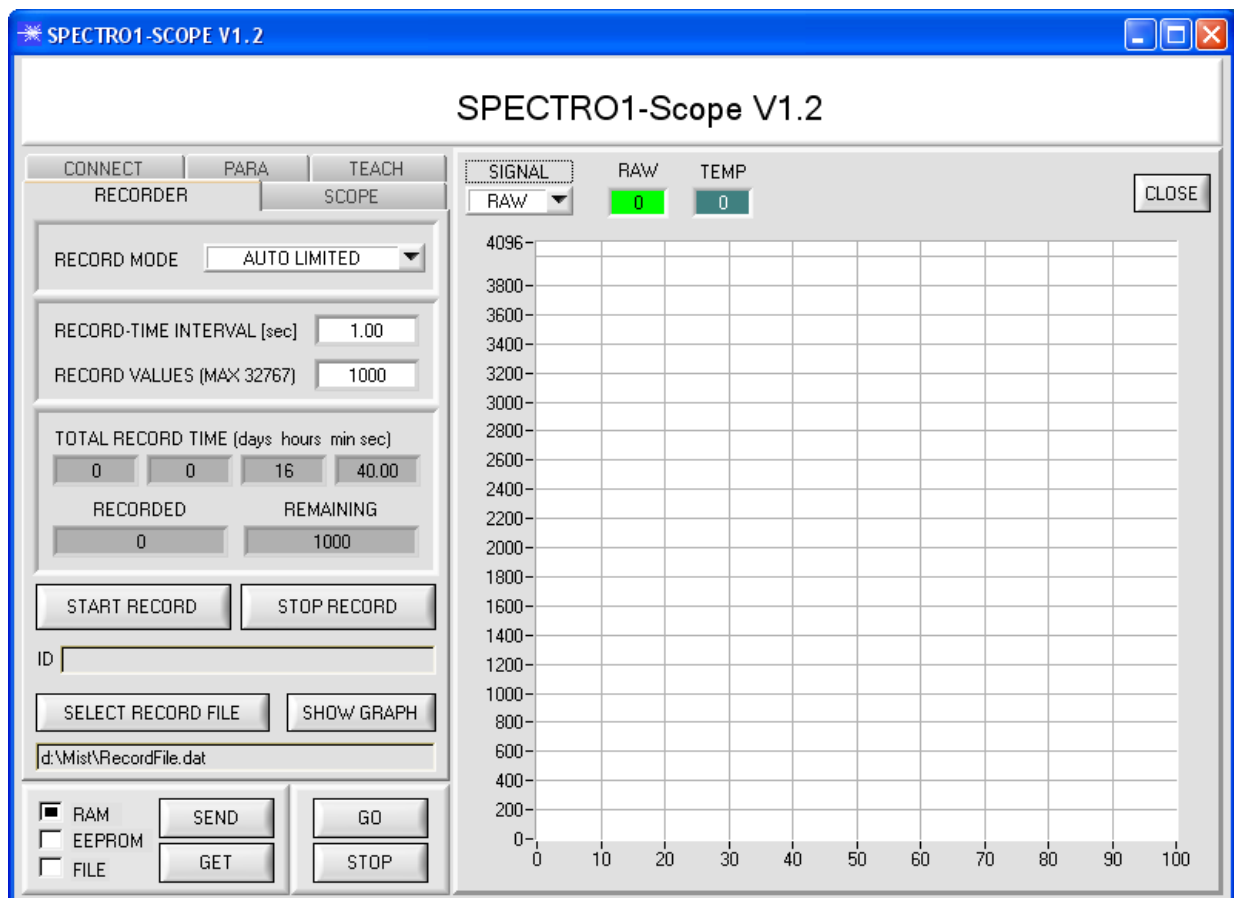 SPECTRO1-SCOPE V1.2
SPECTRO1-Scope V1.2
CONNECT PARA TEACH
RECORDER SCOPE
RECORD MODE AUTO LIMITED
RECORD-TIME INTERVAL [sec] 1.00
RECORD VALUES (MAX 32767) 1000
TOTAL RECORD TIME (days hours min sec)
0 0 16 40.00
RECORDED REMAINING
0 1000
START RECORD STOP RECORD
ID
SELECT RECORD FILE SHOW GRAPH
d:\Mist\RecordFile.dat
RAM
EEPROM
FILE
SEND
GET
GO
STOP
SIGNAL RAW TEMP
RAW 0 0
CLOSE
4096
3800
3600
3400
3200
3000
2800
2600
2400
2200
2000
1800
1600
1400
1200
1000
800
600
400
200
0
0 10 20 30 40 50 60 70 80 90 100